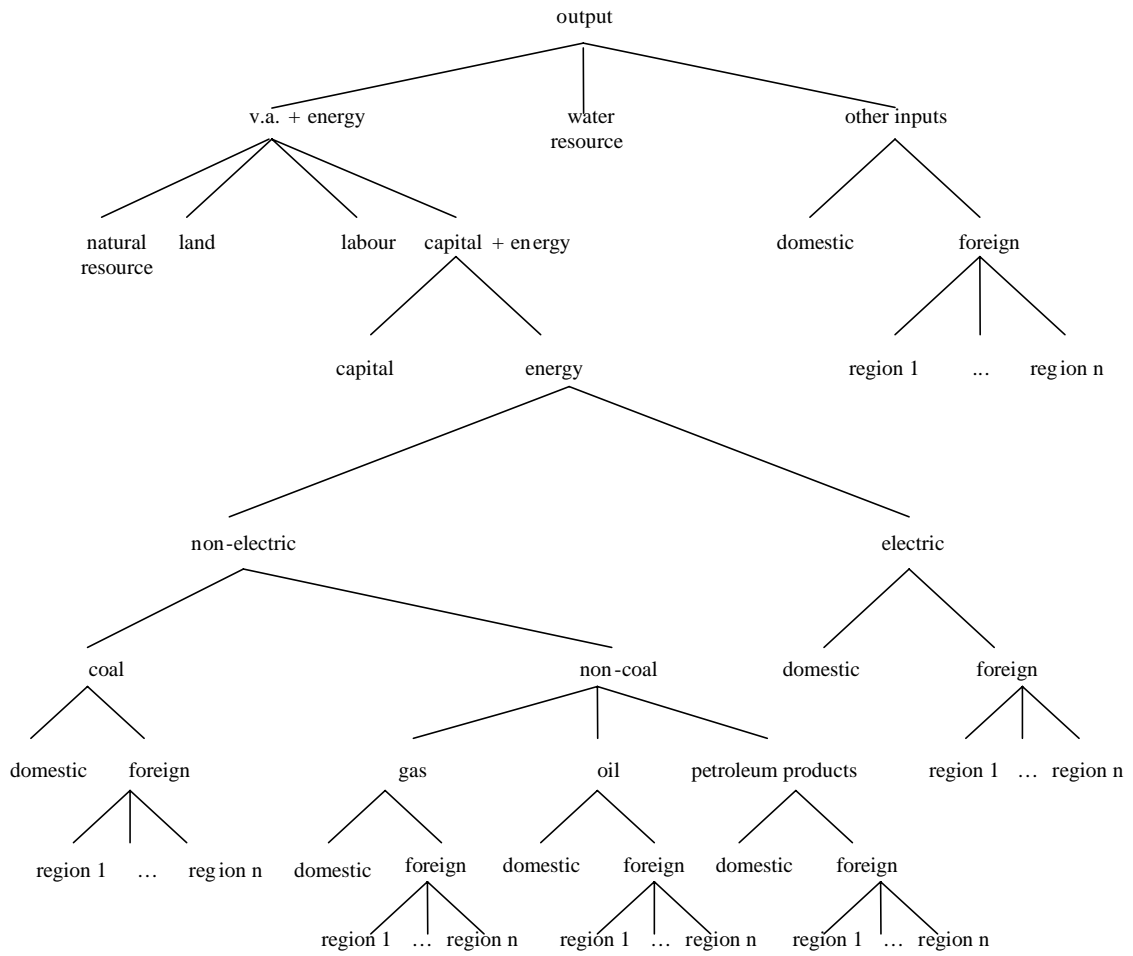 output
v.a. + energy
water
resource
other inputs
natural
resource
land
labour
capital + energy
domestic
foreign
capital
energy
region 1
...
region n
non-electric
electric
coal
non-coal
domestic
foreign
domestic
foreign
gas
oil
petroleum products
region 1 … region n
region 1 … region n
domestic
foreign
domestic
foreign
domestic
foreign
region 1 … region n
region 1 … region n
region 1 … region n